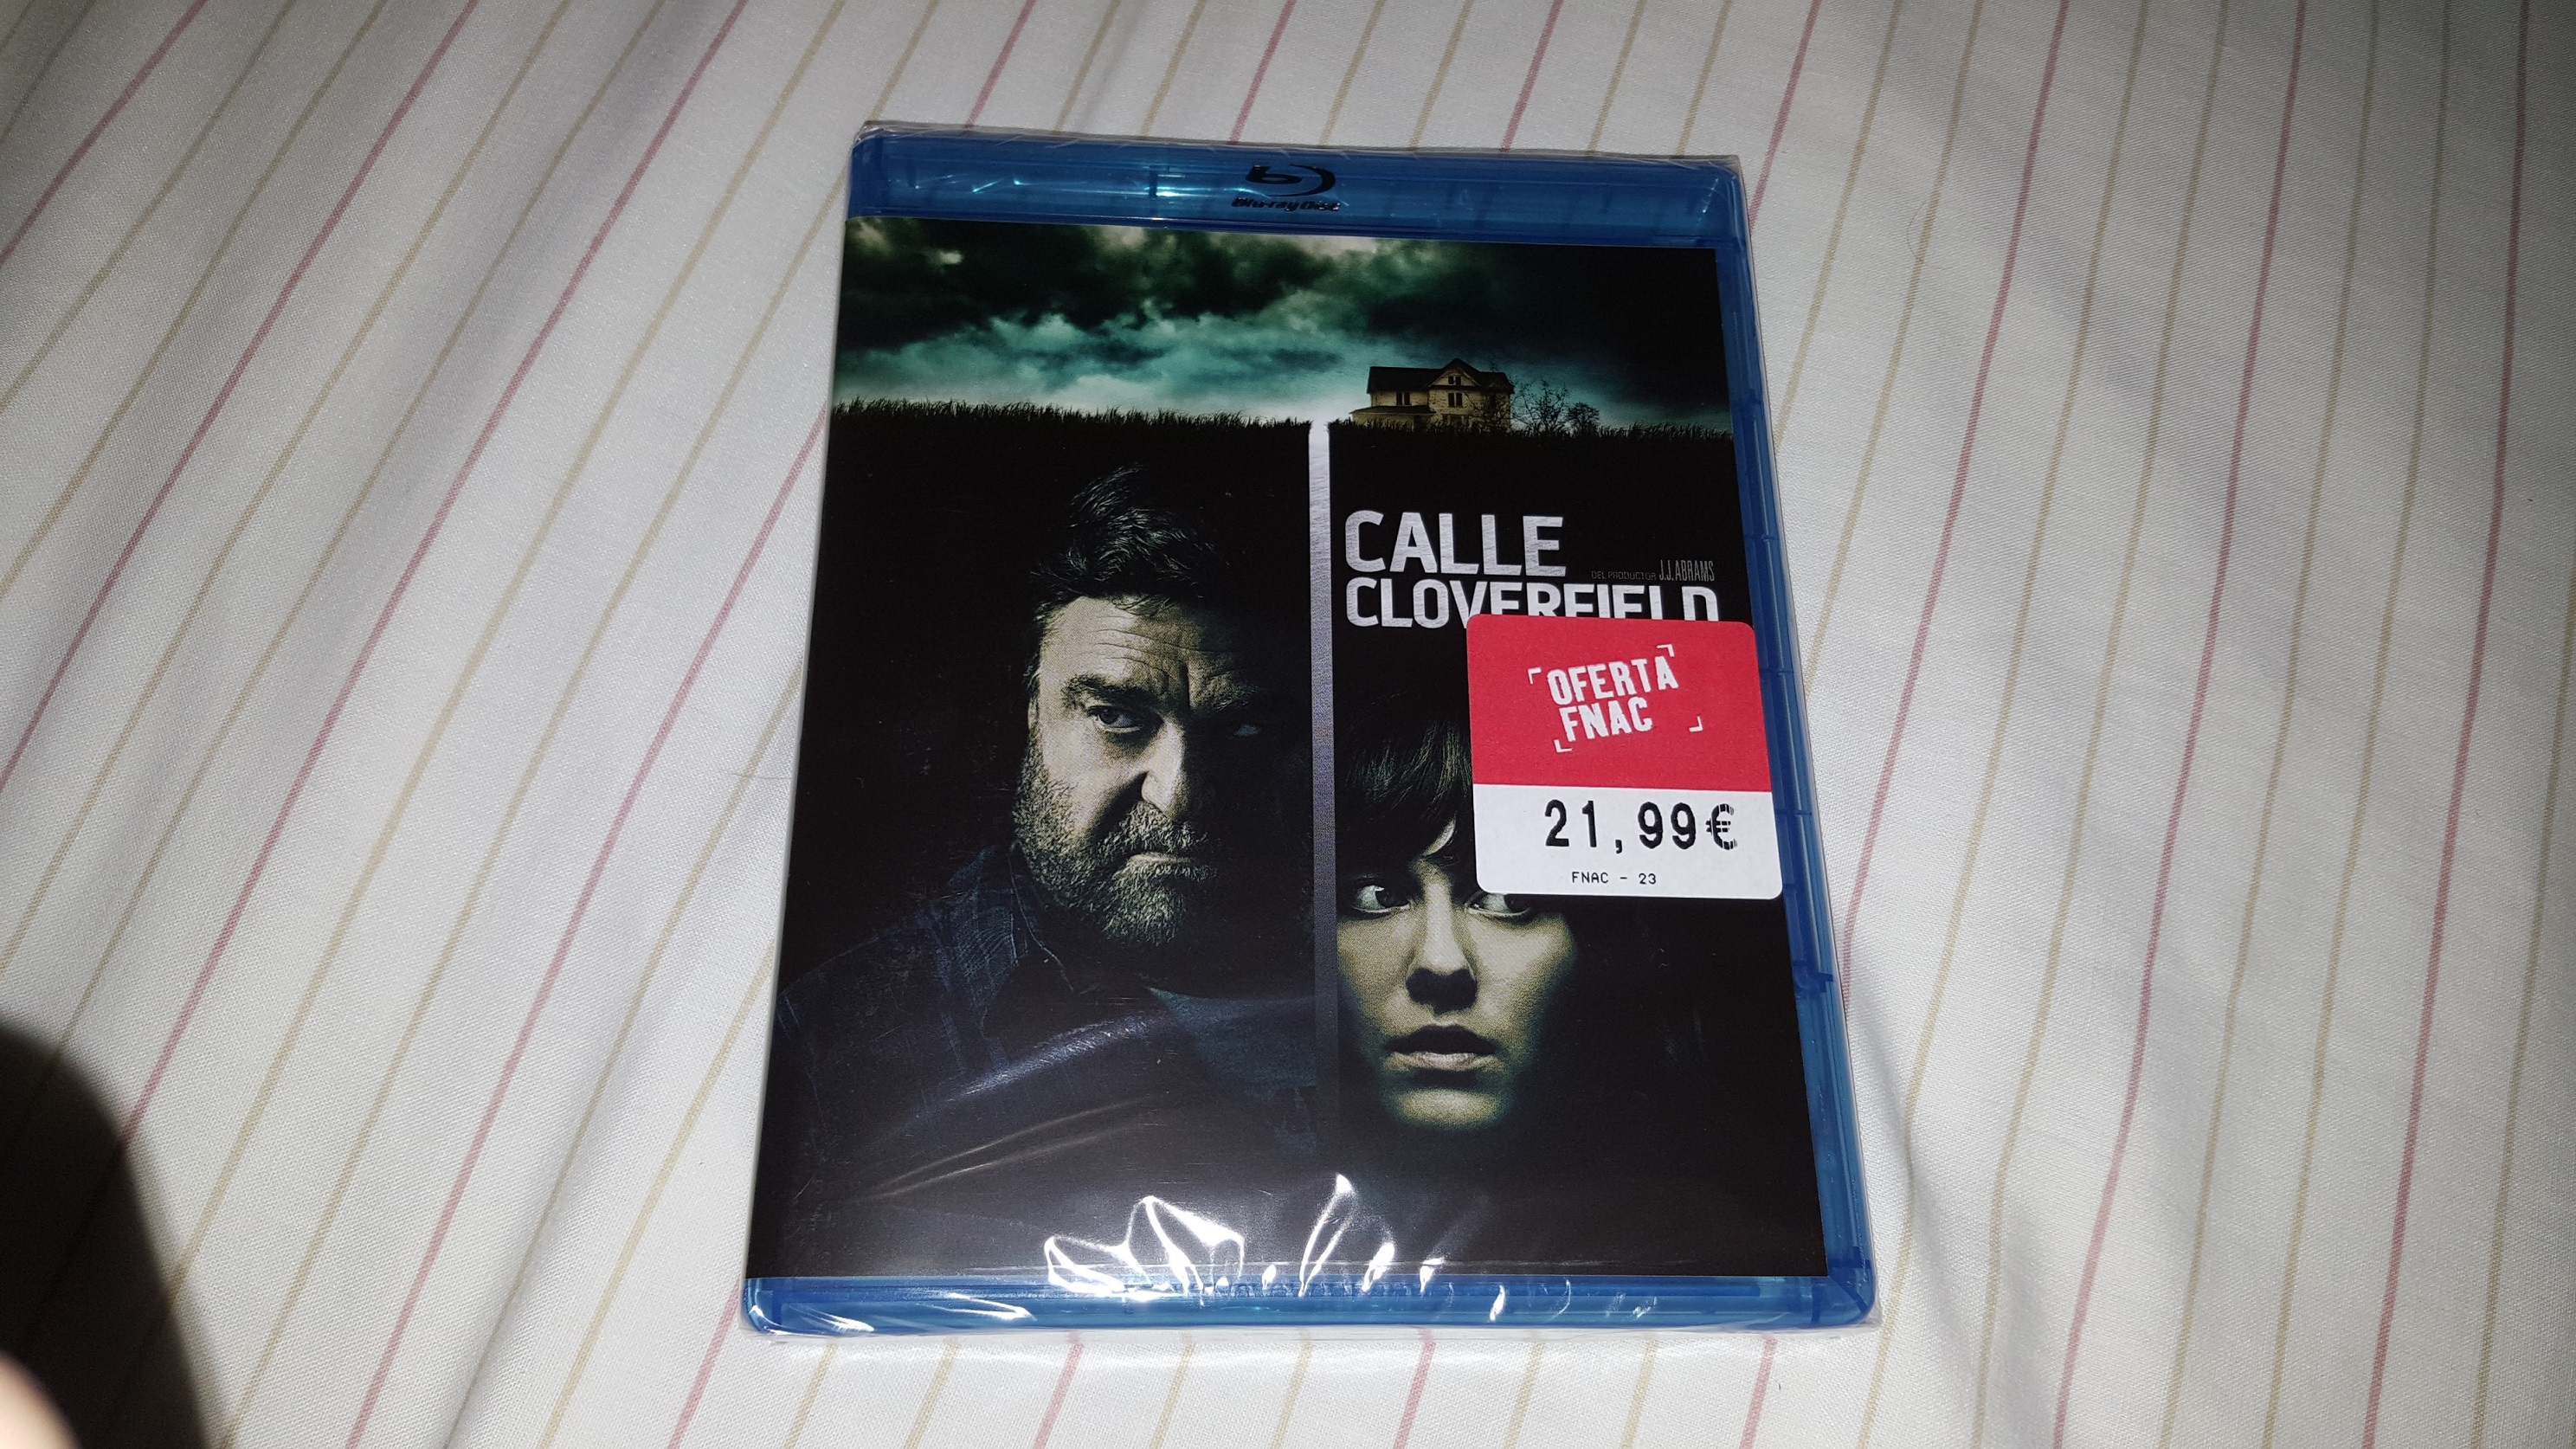 Blu-ray Disc
CALLE
DEL PRODUCTOR J.J. ABRAMS
CLOVERFIELD
OFERTA
FNAC
21,99€
FNAC - 23